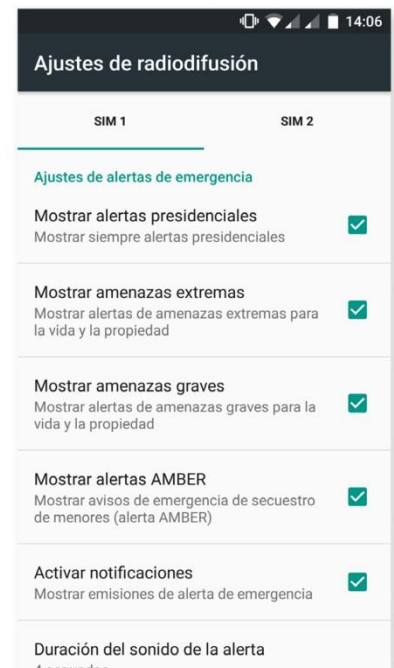 14:06
Ajustes de radiodifusión
SIM 1 SIM 2
Ajustes de alertas de emergencia
Mostrar alertas presidenciales
Mostrar siempre alertas presidenciales
Mostrar amenazas extremas
Mostrar alertas de amenazas extremas para
la vida y la propiedad
Mostrar amenazas graves
Mostrar alertas de amenazas graves para la
vida y la propiedad
Mostrar alertas AMBER
Mostrar avisos de emergencia de secuestro
de menores (alerta AMBER)
Activar notificaciones
Mostrar emisiones de alerta de emergencia
Duración del sonido de la alerta